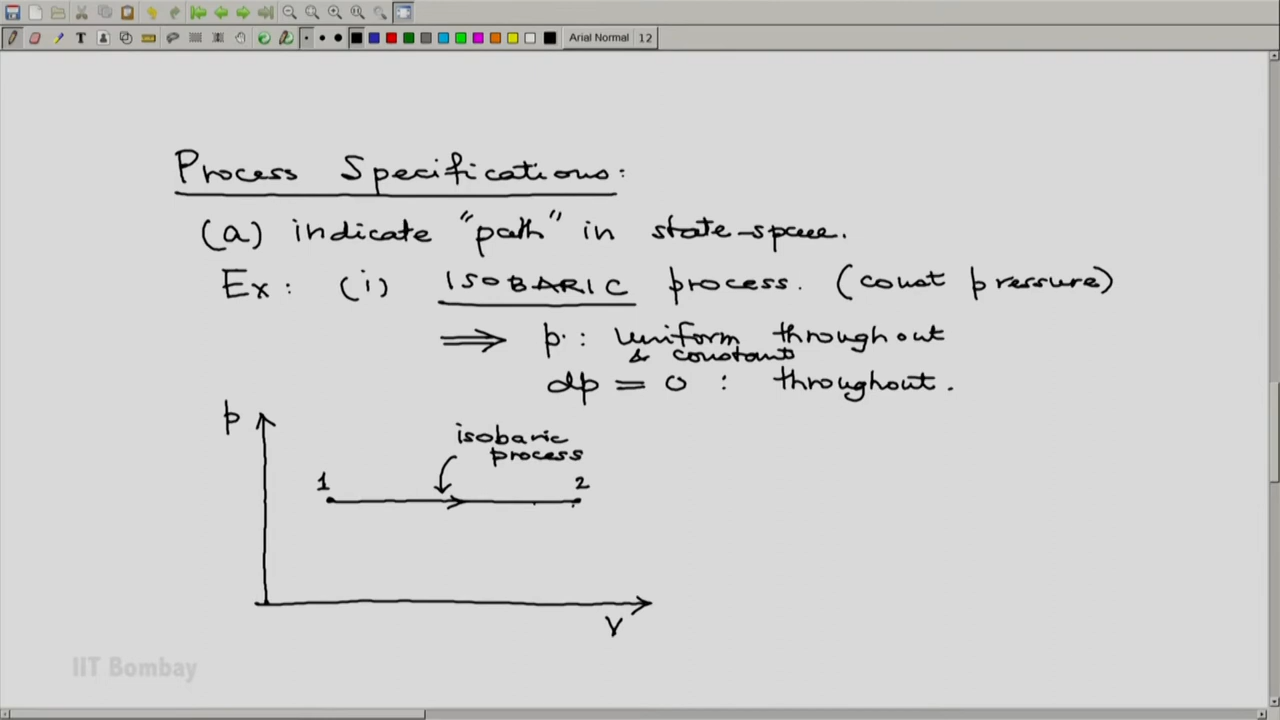 Arial Normal 12
Process Specifications:
(a) indicate "path" in state-space.
Ex: (i) ISOBARIC process. (const pressure)
⟹ p: uniform throughout
& constant
dp = 0 : throughout.
p
isobaric
process
1 2
V
IIT Bombay